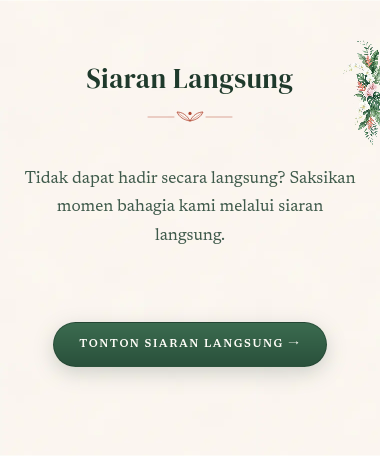 Siaran Langsung
Tidak dapat hadir secara langsung? Saksikan
momen bahagia kami melalui siaran
langsung.
TONTON SIARAN LANGSUNG →